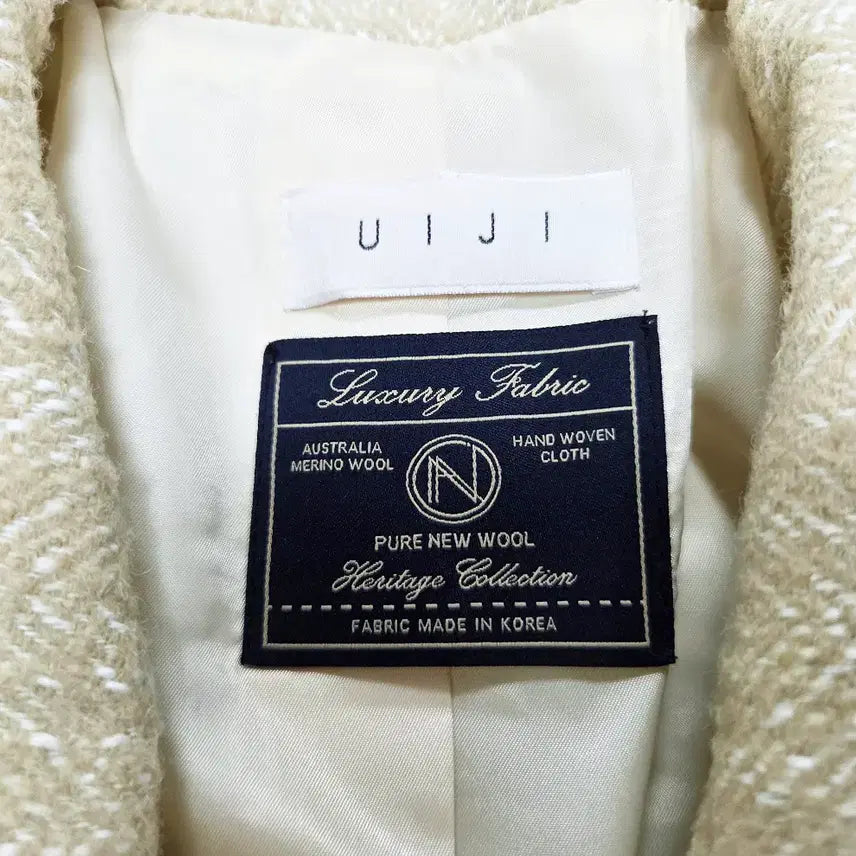 UIJI
Luxury Fabric
AUSTRALIA
MERINO WOOL
HAND WOVEN
CLOTH
PURE NEW WOOL
Heritage Collection
FABRIC MADE IN KOREA